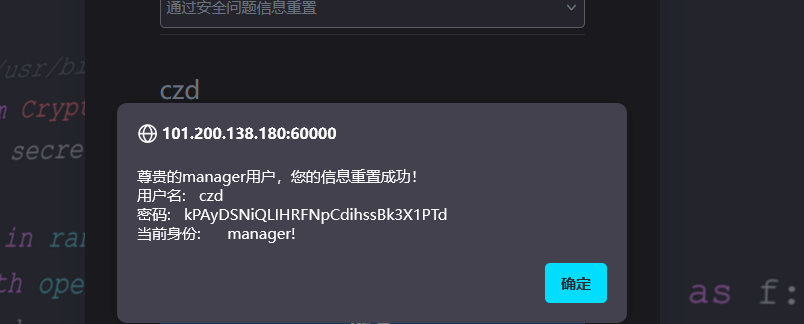 通过安全问题信息重置
/usr/bi
czd
m Crypt
101.200.138.180:60000
secre
尊贵的manager用户，您的信息重置成功！
用户名: czd
密码: kPAyDSNiQLIHRFNpCdihssBk3X1PTd
in ran
当前身份: manager!
th ope
确定
as f: